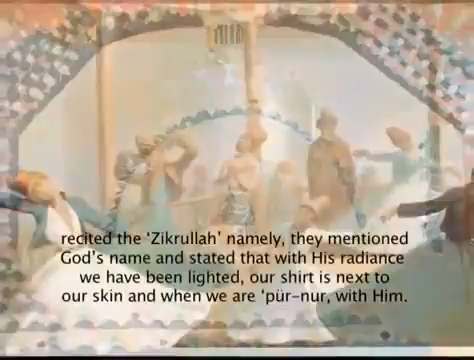 recited the ‘Zikrullah’ namely, they mentioned
God’s name and stated that with His radiance
we have been lighted, our shirt is next to
our skin and when we are ‘pür-nur, with Him.